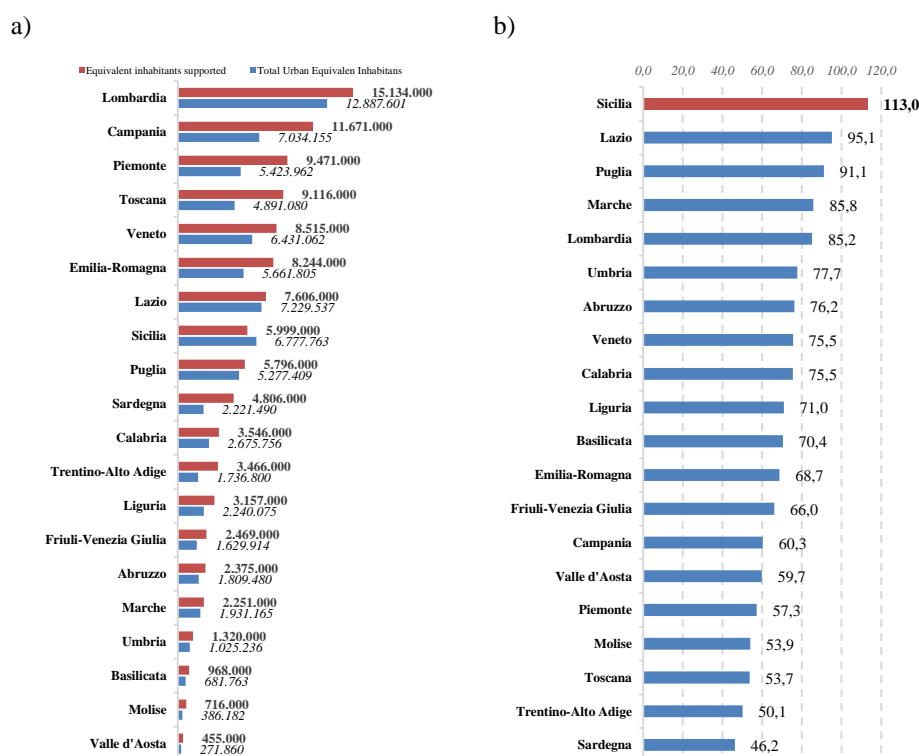 a)
Equivalent inhabitants supported
Total Urban Equivalen Inhabitans
Lombardia 15.134.000
12.887.601
Campania 11.671.000
7.034.155
Piemonte 9.471.000
5.423.962
Toscana 9.116.000
4.891.080
Veneto 8.515.000
6.431.062
Emilia-Romagna 8.244.000
5.661.805
Lazio 7.606.000
7.229.537
Sicilia 5.999.000
6.777.763
Puglia 5.796.000
5.277.409
Sardegna 4.806.000
2.221.490
Calabria 3.546.000
2.675.756
Trentino-Alto Adige 3.466.000
1.736.800
Liguria 3.157.000
2.240.075
Friuli-Venezia Giulia 2.469.000
1.629.914
Abruzzo 2.375.000
1.809.480
Marche 2.251.000
1.931.165
Umbria 1.320.000
1.025.236
Basilicata 968.000
681.763
Molise 716.000
386.182
Valle d'Aosta 455.000
271.860
b)
0,0 20,0 40,0 60,0 80,0 100,0 120,0
Sicilia 113,0
Lazio 95,1
Puglia 91,1
Marche 85,8
Lombardia 85,2
Umbria 77,7
Abruzzo 76,2
Veneto 75,5
Calabria 75,5
Liguria 71,0
Basilicata 70,4
Emilia-Romagna 68,7
Friuli-Venezia Giulia 66,0
Campania 60,3
Valle d'Aosta 59,7
Piemonte 57,3
Molise 53,9
Toscana 53,7
Trentino-Alto Adige 50,1
Sardegna 46,2